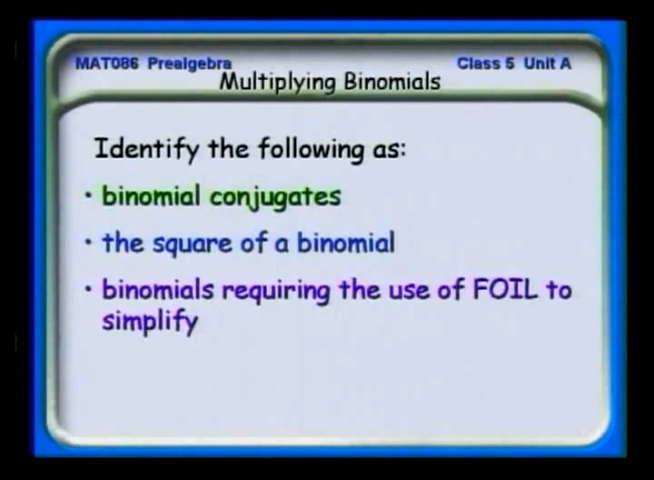 MAT086 Prealgebra
Class 5 Unit A
Multiplying Binomials
Identify the following as:
• binomial conjugates
• the square of a binomial
• binomials requiring the use of FOIL to
simplify